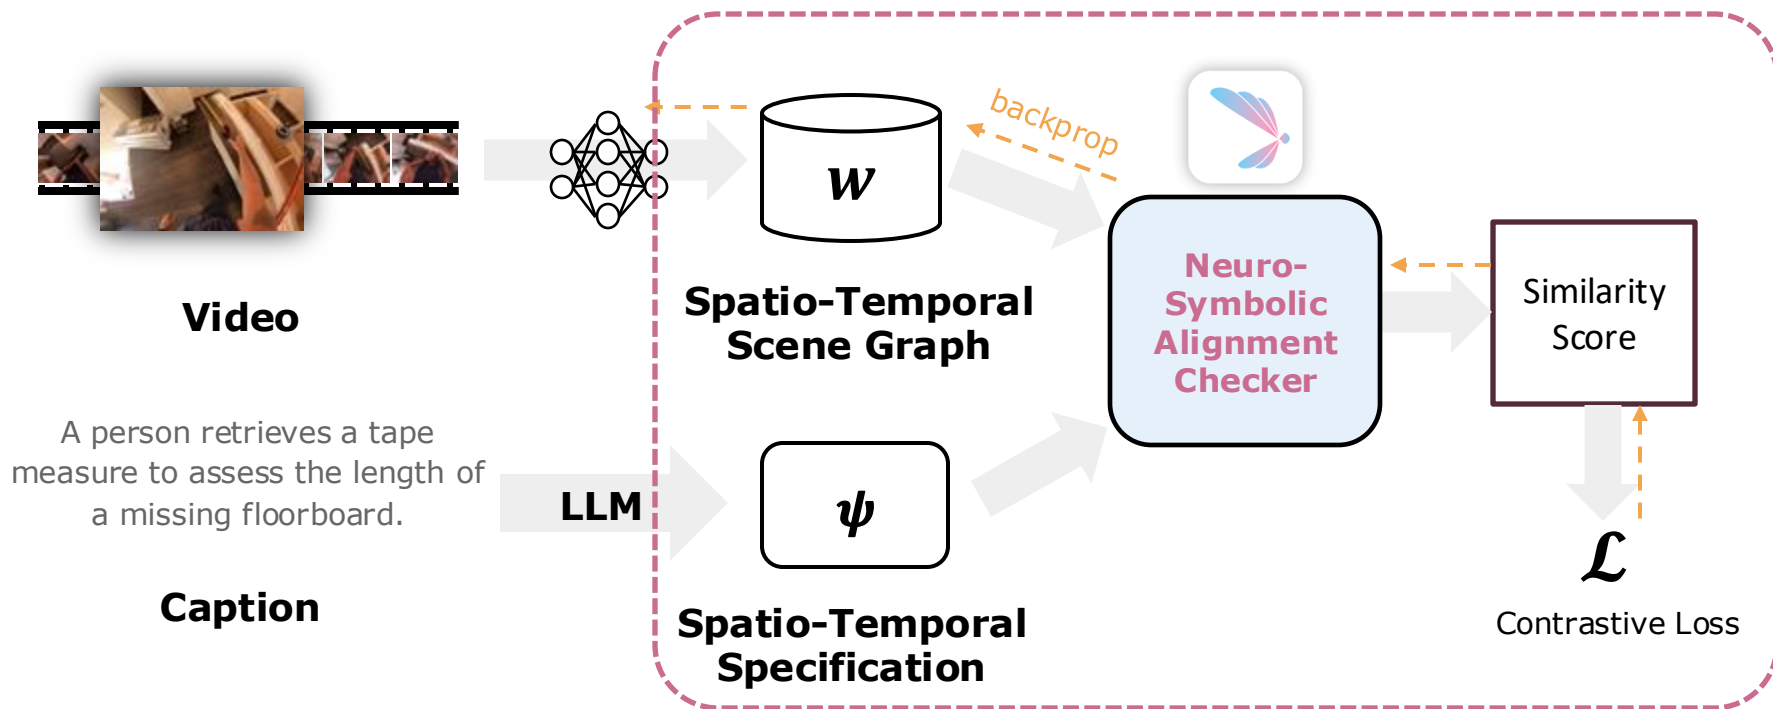 Video
A person retrieves a tape
measure to assess the length of
a missing floorboard.
Caption
LLM
backprop
w
Spatio-Temporal
Scene Graph
ψ
Spatio-Temporal
Specification
Neuro-
Symbolic
Alignment
Checker
Similarity
Score
ℒ
Contrastive Loss